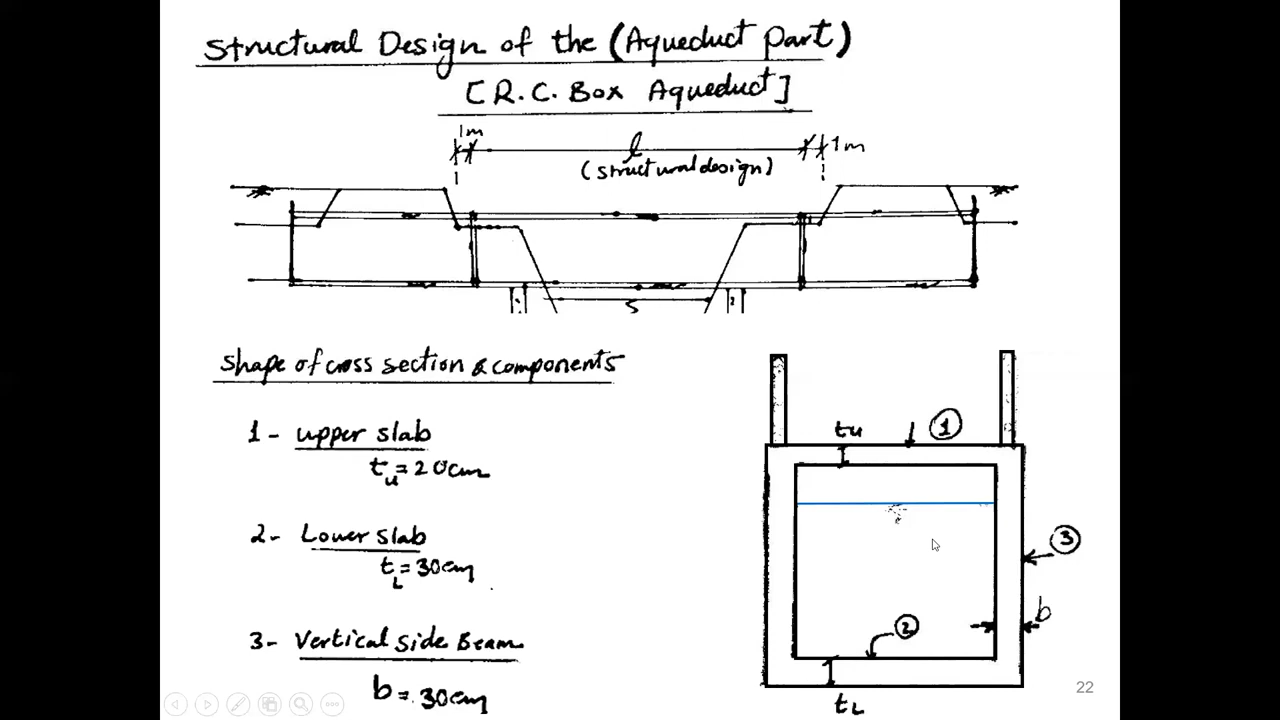 Structural Design of the (Aqueduct Part)
[R.C. Box Aqueduct]
1m
l
1m
(structural design)
S
shape of cross section & components
1- upper slab
tu = 20cm
2- Lower slab
tL = 30cm
3- Vertical Side Beam
b = 30cm
tu
1
3
2
b
tL
22